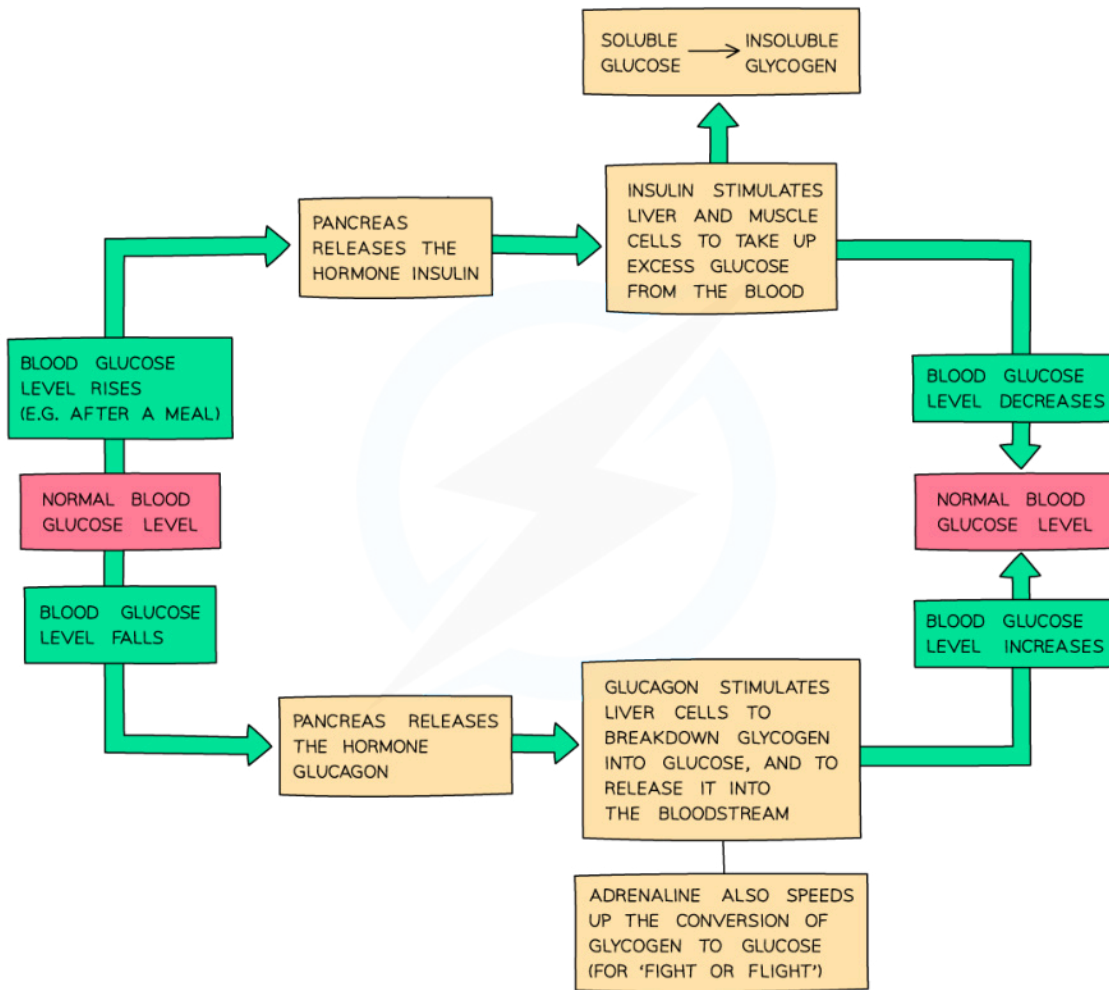 SOLUBLE GLUCOSE → INSOLUBLE GLYCOGEN
PANCREAS
RELEASES THE
HORMONE INSULIN
INSULIN STIMULATES
LIVER AND MUSCLE
CELLS TO TAKE UP
EXCESS GLUCOSE
FROM THE BLOOD
BLOOD GLUCOSE
LEVEL RISES
(E.G. AFTER A MEAL)
BLOOD GLUCOSE
LEVEL DECREASES
NORMAL BLOOD
GLUCOSE LEVEL
NORMAL BLOOD
GLUCOSE LEVEL
BLOOD GLUCOSE
LEVEL FALLS
BLOOD GLUCOSE
LEVEL INCREASES
PANCREAS RELEASES
THE HORMONE
GLUCAGON
GLUCAGON STIMULATES
LIVER CELLS TO
BREAKDOWN GLYCOGEN
INTO GLUCOSE, AND TO
RELEASE IT INTO
THE BLOODSTREAM
ADRENALINE ALSO SPEEDS
UP THE CONVERSION OF
GLYCOGEN TO GLUCOSE
(FOR 'FIGHT OR FLIGHT')